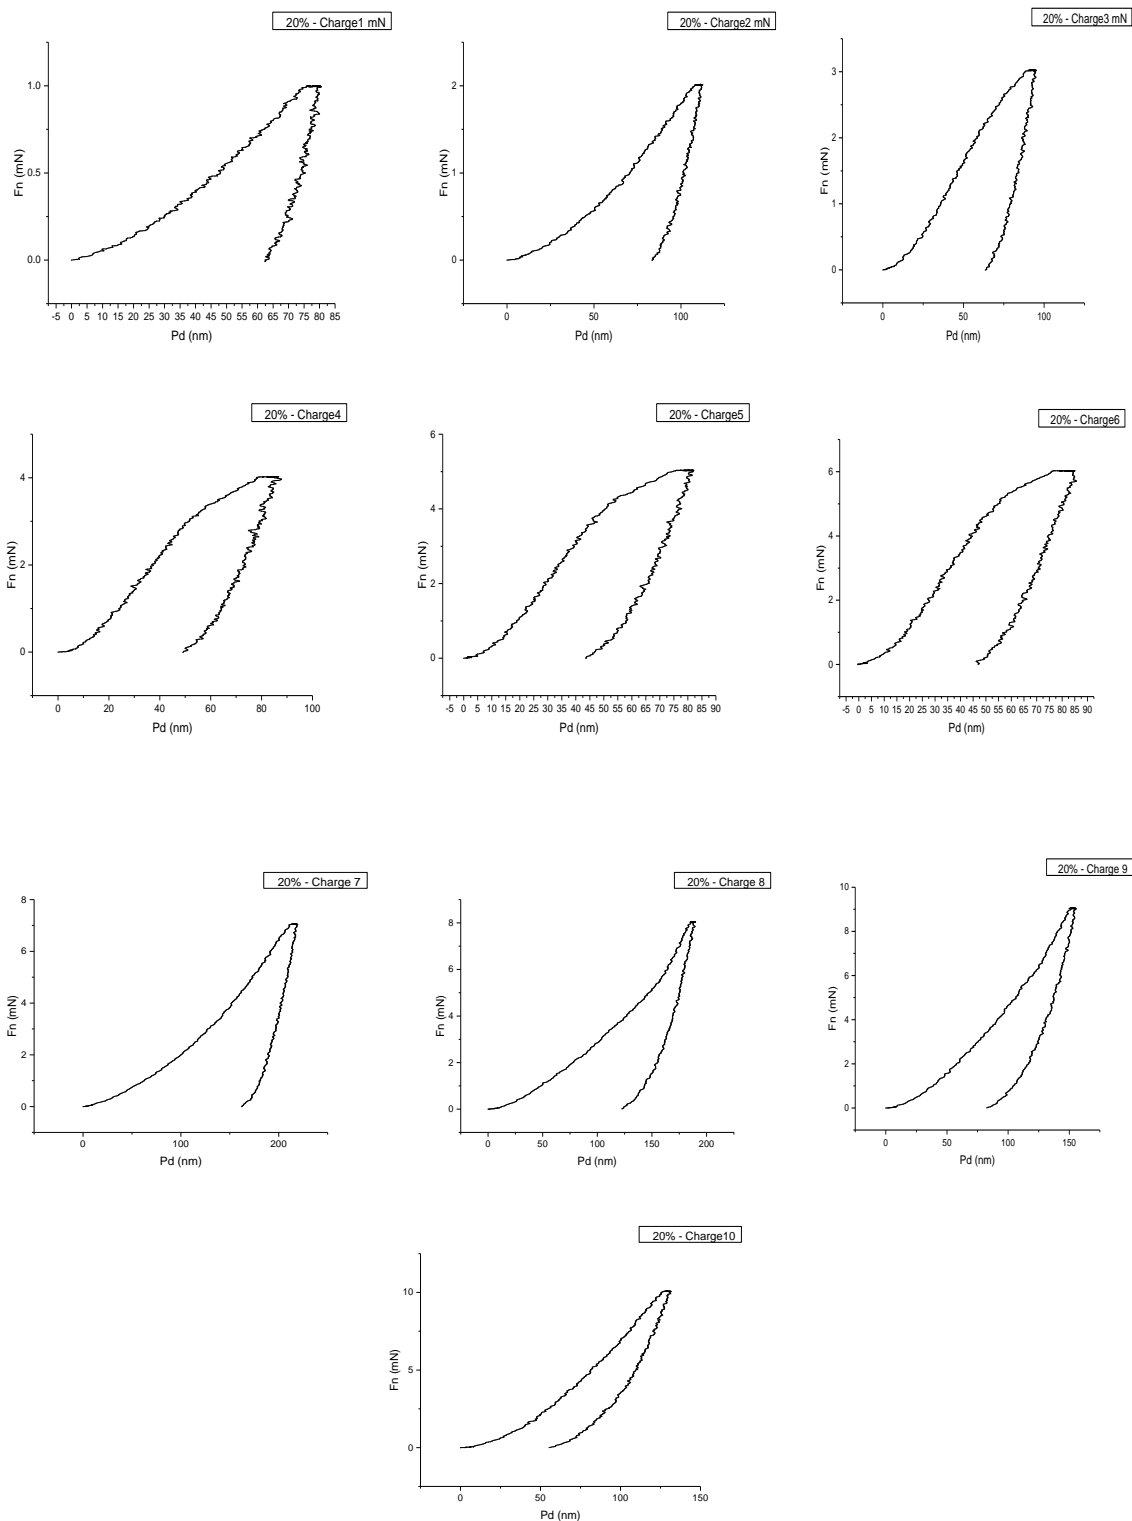 20% - Charge1 mN
1.0
0.5
0.0
Fn (mN)
-5 0 5 10 15 20 25 30 35 40 45 50 55 60 65 70 75 80 85
Pd (nm)
20% - Charge2 mN
2
1
0
Fn (mN)
0 50 100
Pd (nm)
20% - Charge3 mN
3
2
1
0
Fn (mN)
0 50 100
Pd (nm)
20% - Charge4
4
2
0
Fn (mN)
0 20 40 60 80 100
Pd (nm)
20% - Charge5
6
4
2
0
Fn (mN)
-5 0 5 10 15 20 25 30 35 40 45 50 55 60 65 70 75 80 85 90
Pd (nm)
20% - Charge6
6
4
2
0
Fn (mN)
-5 0 5 10 15 20 25 30 35 40 45 50 55 60 65 70 75 80 85 90
Pd (nm)
20% - Charge 7
8
6
4
2
0
Fn (mN)
0 100 200
Pd (nm)
20% - Charge 8
8
6
4
2
0
Fn (mN)
0 50 100 150 200
Pd (nm)
20% - Charge 9
10
8
6
4
2
0
Fn (mN)
0 50 100 150
Pd (nm)
20% - Charge10
10
5
0
Fn (mN)
0 50 100 150
Pd (nm)